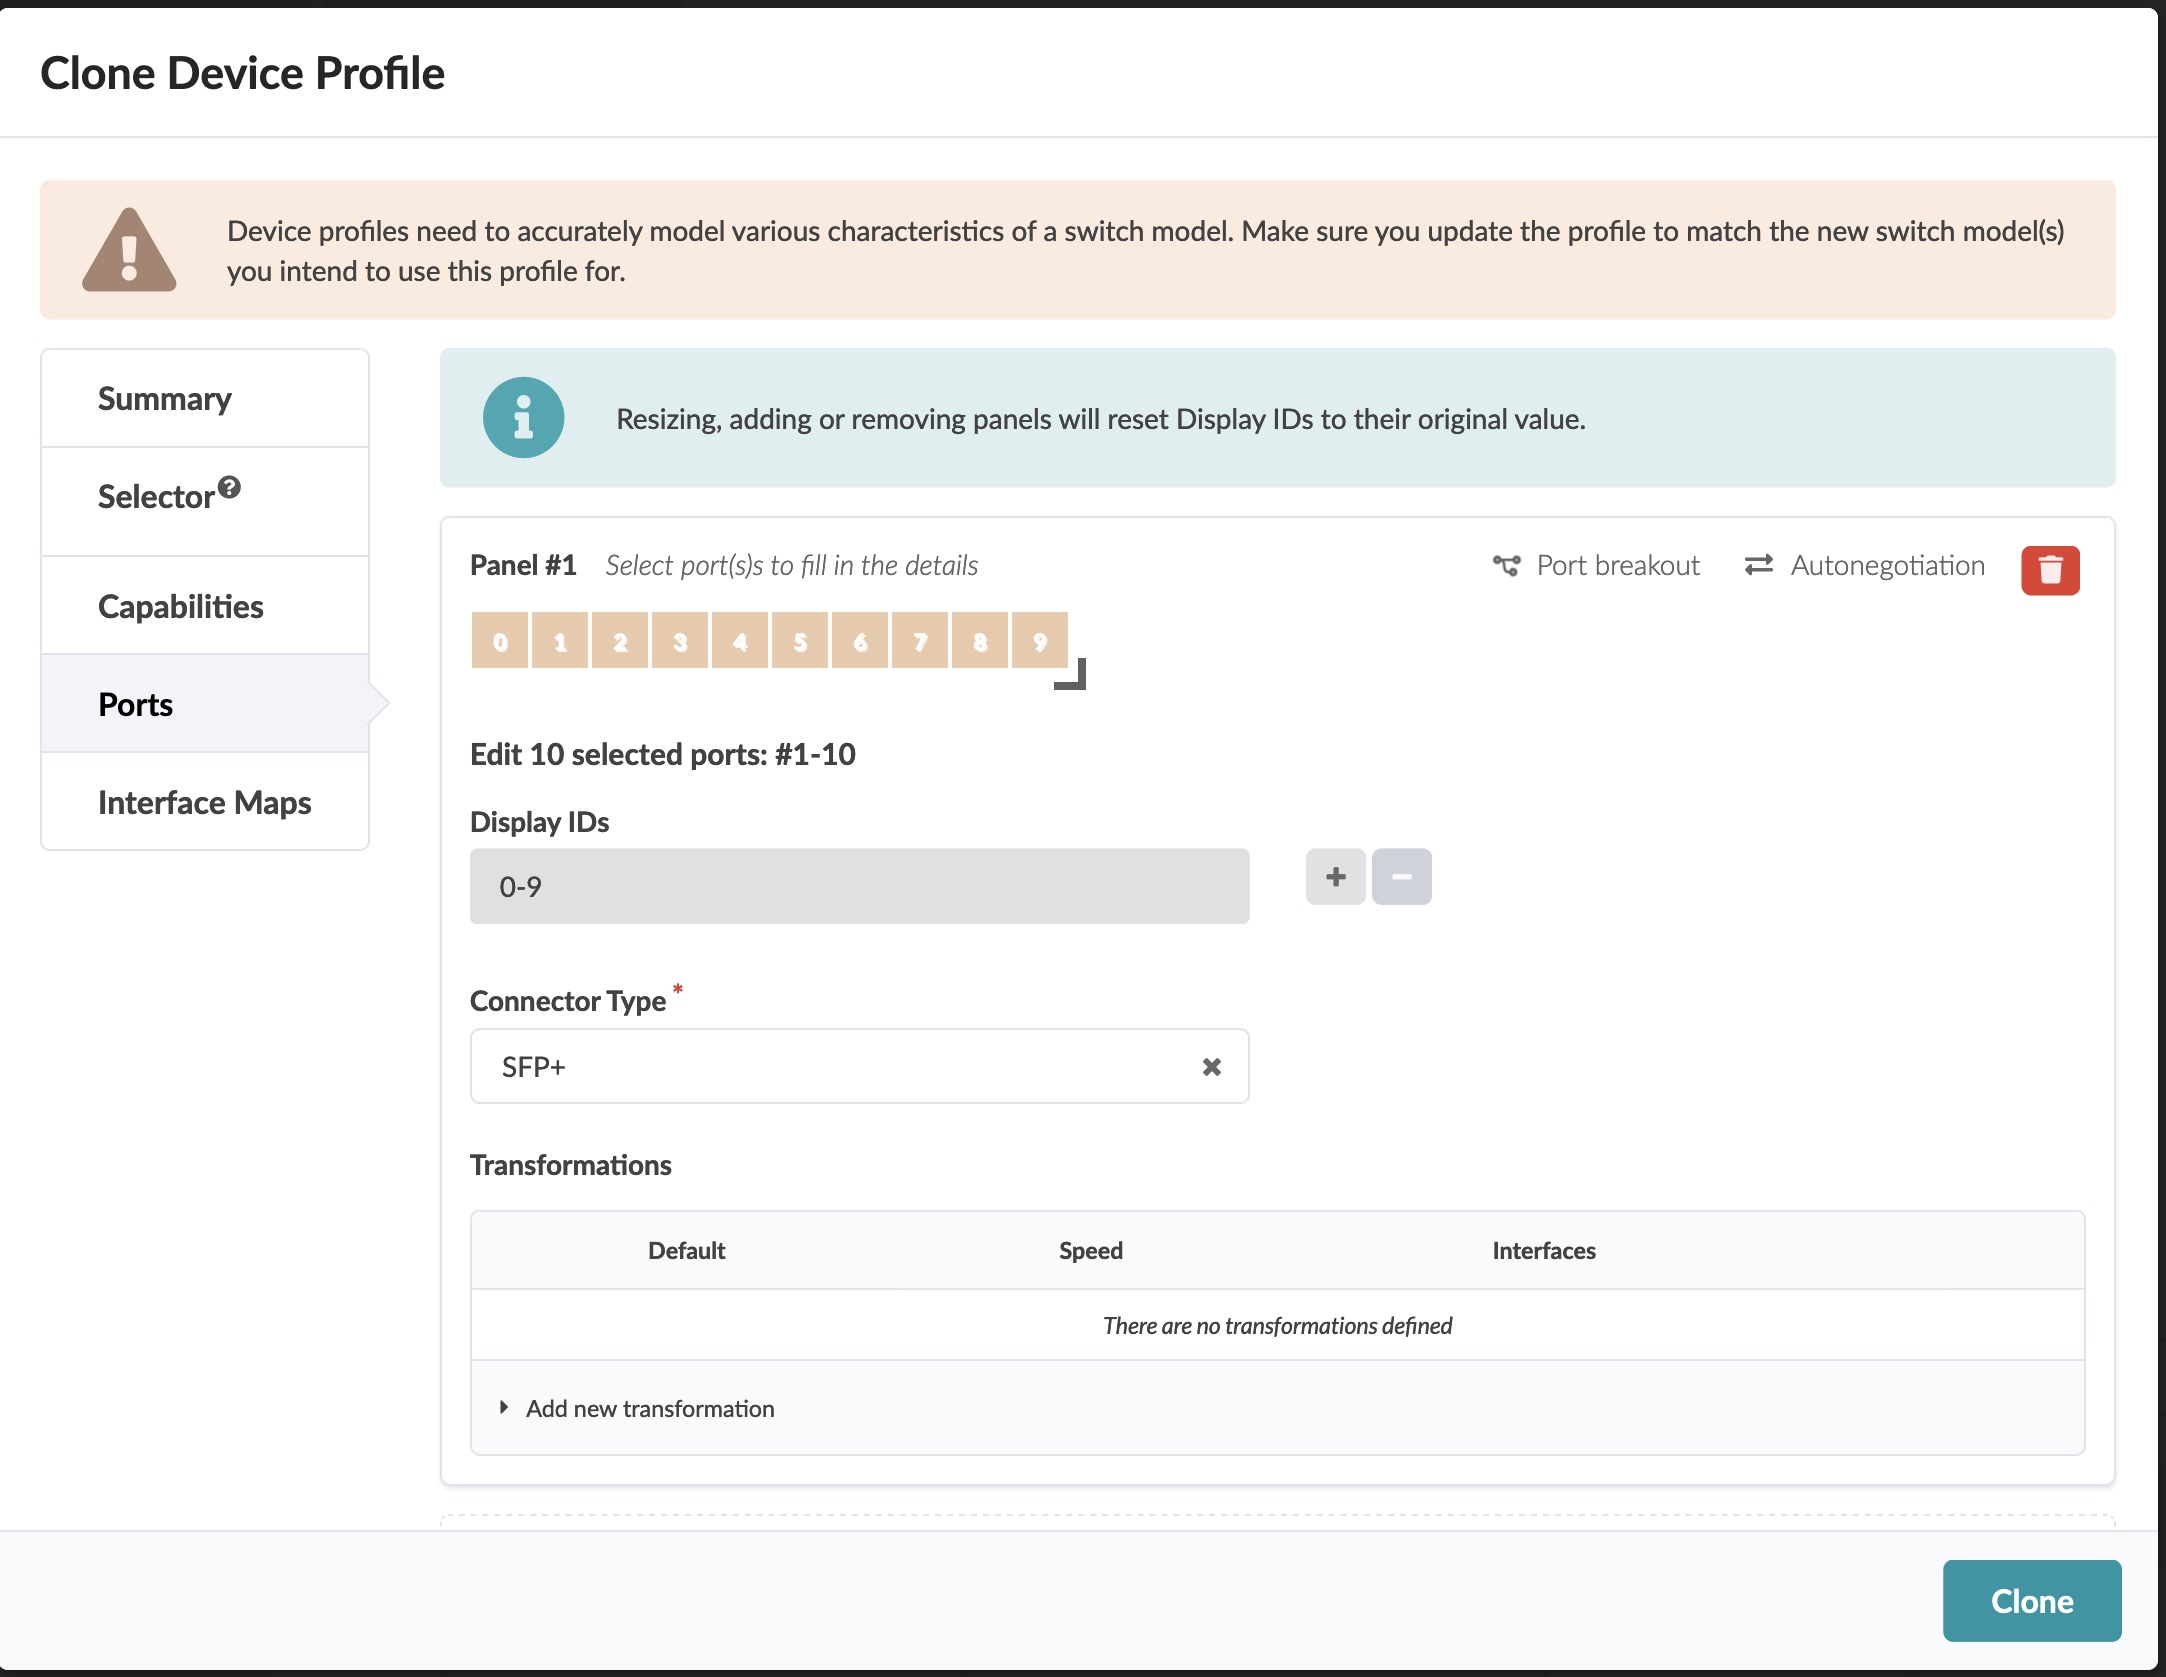 Clone Device Profile
Device profiles need to accurately model various characteristics of a switch model. Make sure you update the profile to match the new switch model(s)
you intend to use this profile for.
Summary
Selector?
Capabilities
Ports
Interface Maps
Resizing, adding or removing panels will reset Display IDs to their original value.
Panel #1 Select port(s)s to fill in the details Port breakout Autonegotiation
0 1 2 3 4 5 6 7 8 9
Edit 10 selected ports: #1-10
Display IDs
0-9
Connector Type *
SFP+
Transformations
Default Speed Interfaces
There are no transformations defined
Add new transformation
Clone